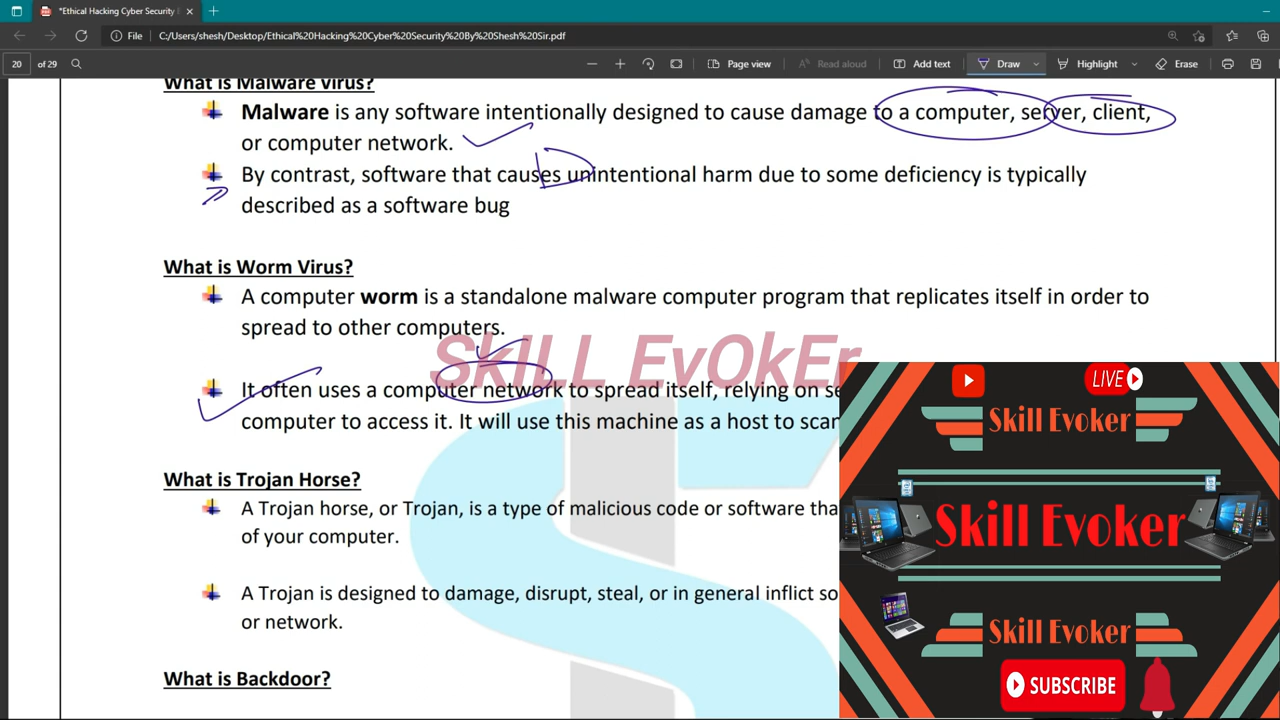 *Ethical Hacking Cyber Security
File
C:/Users/shesh/Desktop/Ethical%20Hacking%20Cyber%20Security%20By%20Shesh%20Sir.pdf
20 of 29
Page view
Read aloud
Add text
Draw
Highlight
Erase
What is Malware Virus?
Malware is any software intentionally designed to cause damage to a computer, server, client,
or computer network.
By contrast, software that causes unintentional harm due to some deficiency is typically
described as a software bug
What is Worm Virus?
A computer worm is a standalone malware computer program that replicates itself in order to
spread to other computers.
SkILL EvOkEr
It often uses a computer network to spread itself, relying on
computer to access it. It will use this machine as a host to scan
What is Trojan Horse?
A Trojan horse, or Trojan, is a type of malicious code or software
of your computer.
A Trojan is designed to damage, disrupt, steal, or in general inflict
or network.
What is Backdoor?
LIVE
Skill Evoker
Skill Evoker
Skill Evoker
SUBSCRIBE